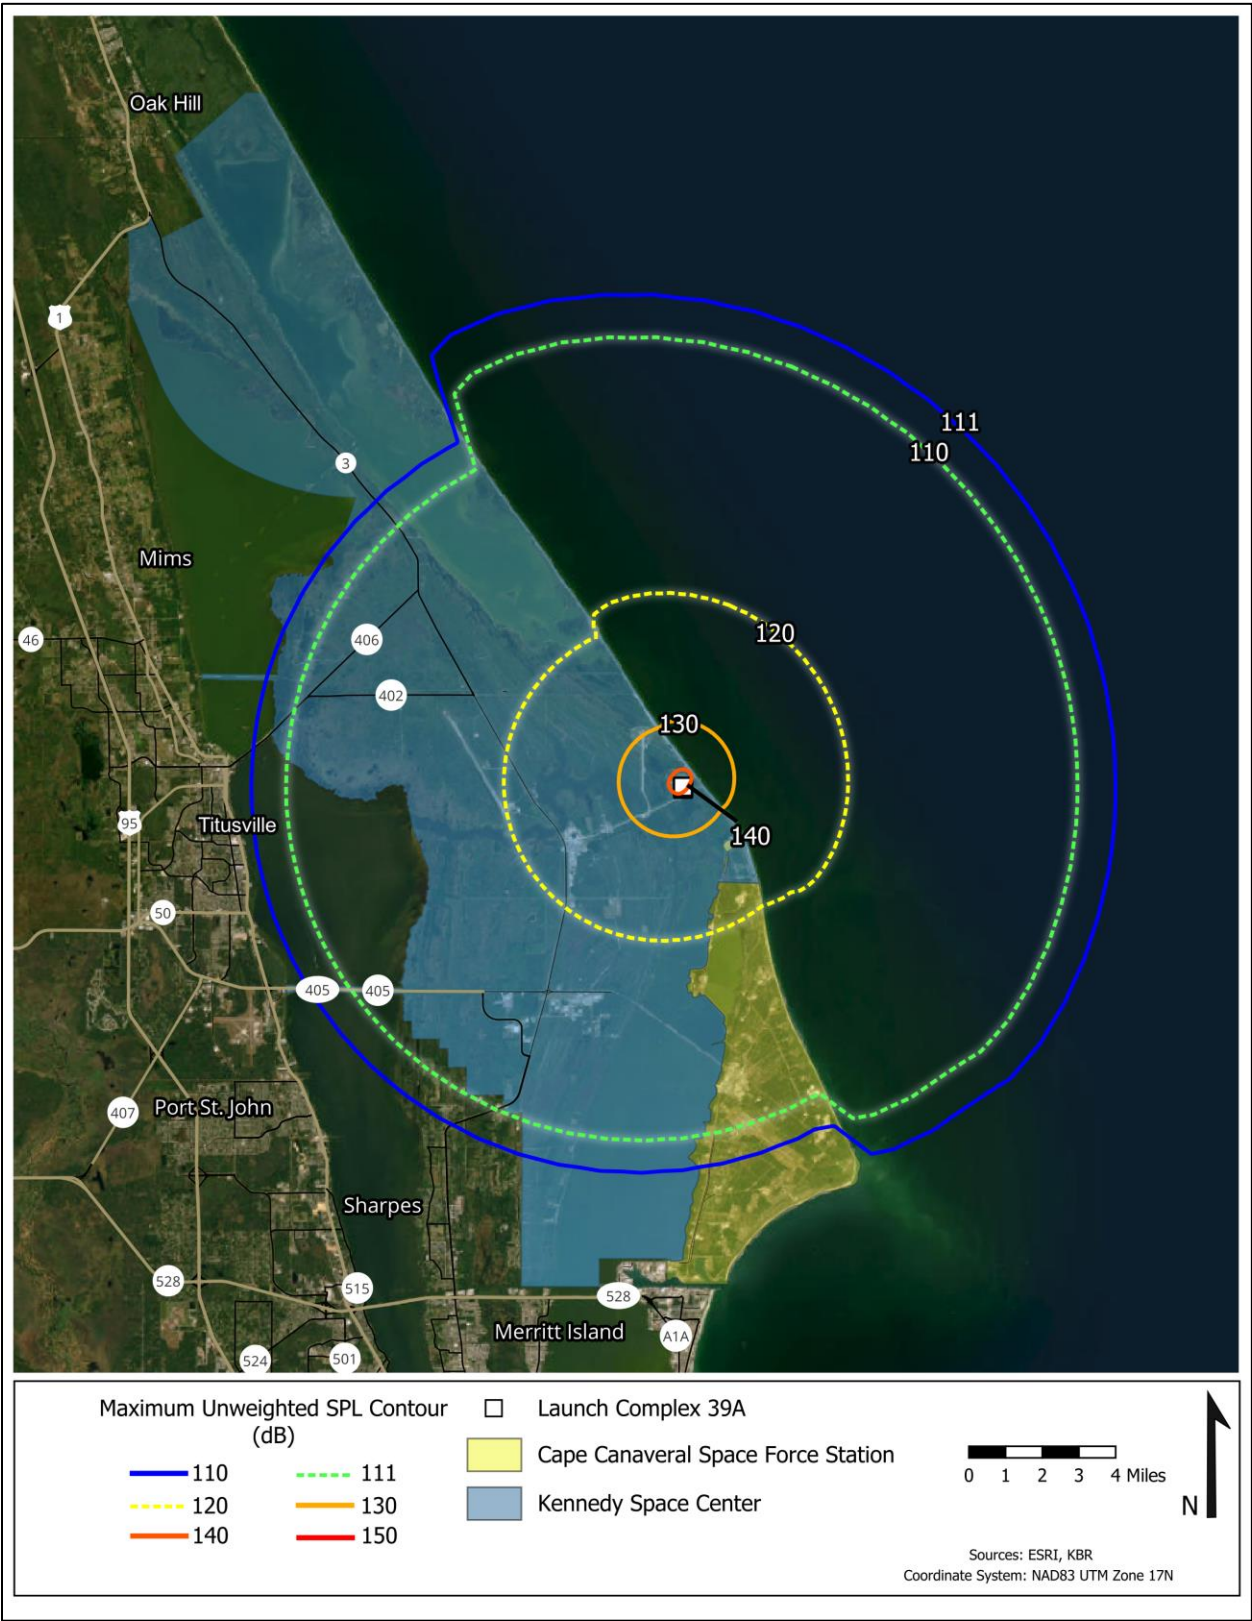 Oak Hill
1
111
110
3
Mims
120
46
406
402
130
95
Titusville
140
50
405
405
407
Port St. John
Sharpes
528
515
528
Merritt Island
A1A
524
501
Maximum Unweighted SPL Contour
(dB)
110
111
120
130
140
150
Launch Complex 39A
Cape Canaveral Space Force Station
Kennedy Space Center
0 1 2 3 4 Miles
N
Sources: ESRI, KBR
Coordinate System: NAD83 UTM Zone 17N